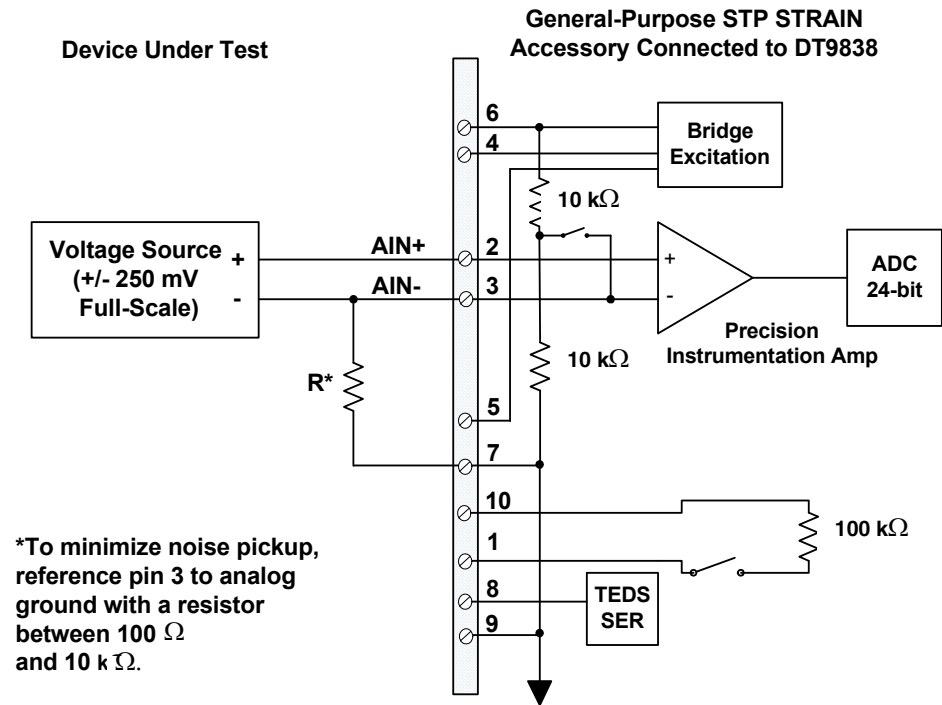 Device Under Test
General-Purpose STP STRAIN
Accessory Connected to DT9838
6
4
Bridge
Excitation
10 kΩ
Voltage Source
(+/- 250 mV
Full-Scale)
+
-
AIN+
2
AIN-
3
+
-
ADC
24-bit
Precision
Instrumentation Amp
10 kΩ
R*
5
7
10
100 kΩ
1
8
TEDS
SER
9
*To minimize noise pickup,
reference pin 3 to analog
ground with a resistor
between 100 Ω
and 10 k Ω.